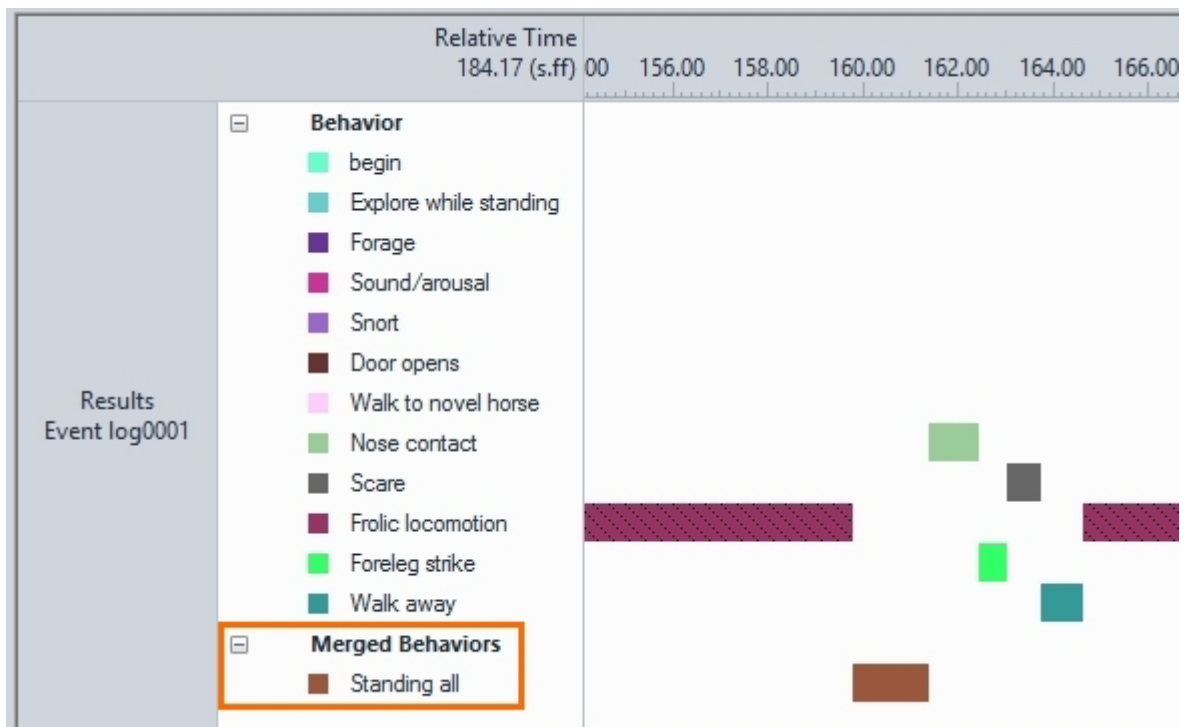 Relative Time
184.17 (s.ff) 00 156.00 158.00 160.00 162.00 164.00 166.00
Behavior
begin
Explore while standing
Forage
Sound/arousal
Snort
Door opens
Walk to novel horse
Results
Event log0001
Nose contact
Scare
Frolic locomotion
Foreleg strike
Walk away
Merged Behaviors
Standing all